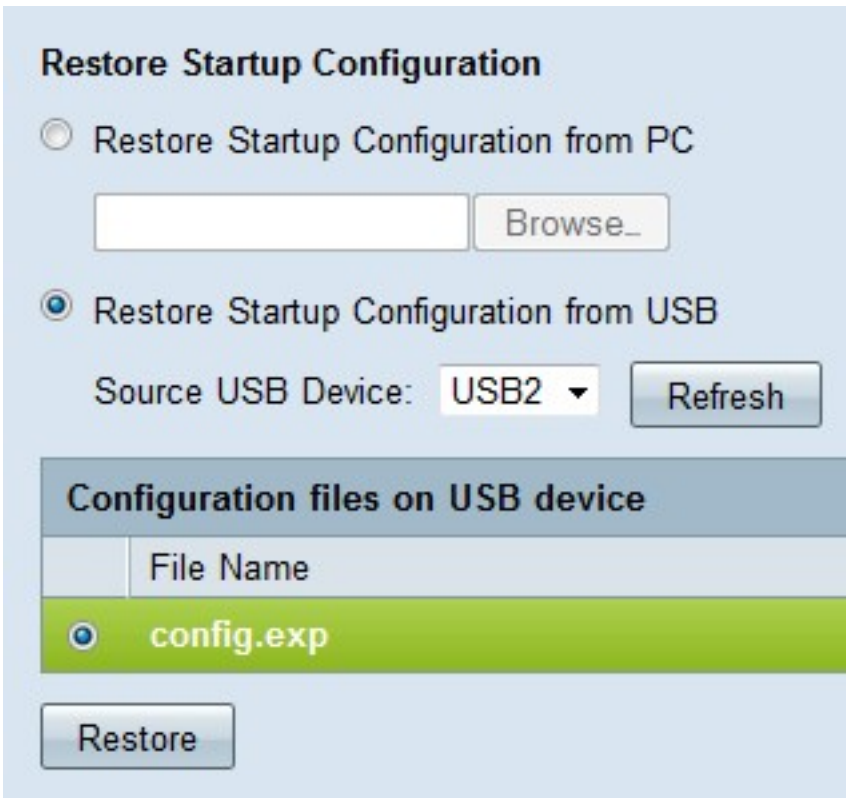 Restore Startup Configuration
Restore Startup Configuration from PC
Browse...
Restore Startup Configuration from USB
Source USB Device: USB2 Refresh
Configuration files on USB device
File Name
config.exp
Restore